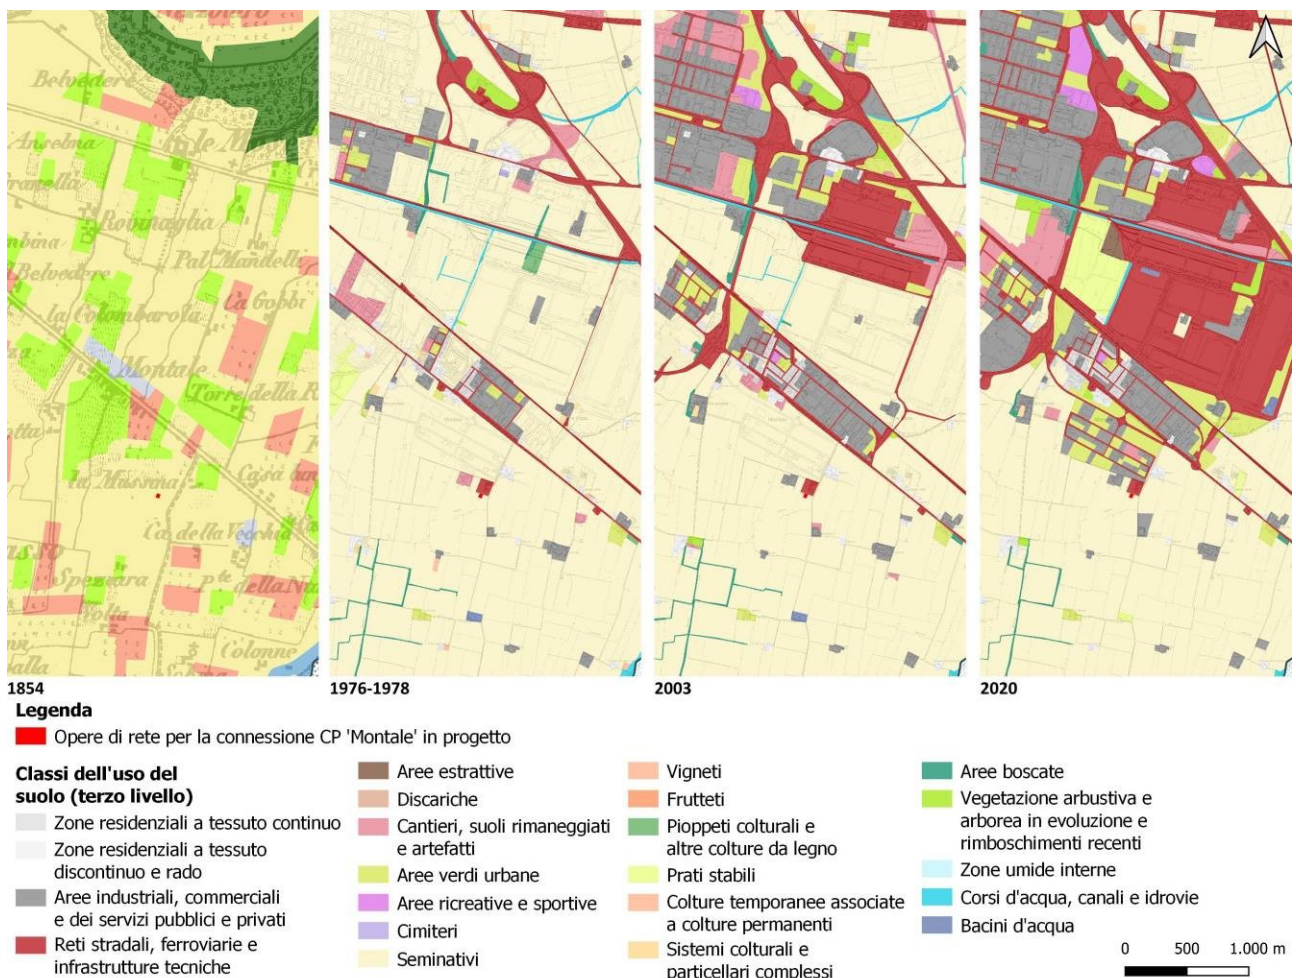 Belvedere
Rovinaglia
Pal. Mandelli
Belvedere
Ca Gobbi
la Colombarola
Montale
Torre della R
la Mussina
Ca della Vecchia
Speziara
Volta
Colonne
1854
1976-1978
2003
2020
Legenda
Opere di rete per la connessione CP 'Montale' in progetto
Classi dell'uso del
suolo (terzo livello)
Zone residenziali a tessuto continuo
Zone residenziali a tessuto
discontinuo e rado
Aree industriali, commerciali
e dei servizi pubblici e privati
Reti stradali, ferroviarie e
infrastrutture tecniche
Aree estrattive
Discariche
Cantieri, suoli rimaneggiati
e artefatti
Aree verdi urbane
Aree ricreative e sportive
Cimiteri
Seminativi
Vigneti
Frutteti
Pioppeti colturali e
altre colture da legno
Prati stabili
Colture temporanee associate
a colture permanenti
Sistemi colturali e
particellari complessi
Aree boscate
Vegetazione arbustiva e
arborea in evoluzione e
rimboschimenti recenti
Zone umide interne
Corsi d'acqua, canali e idrovie
Bacini d'acqua
0 500 1.000 m